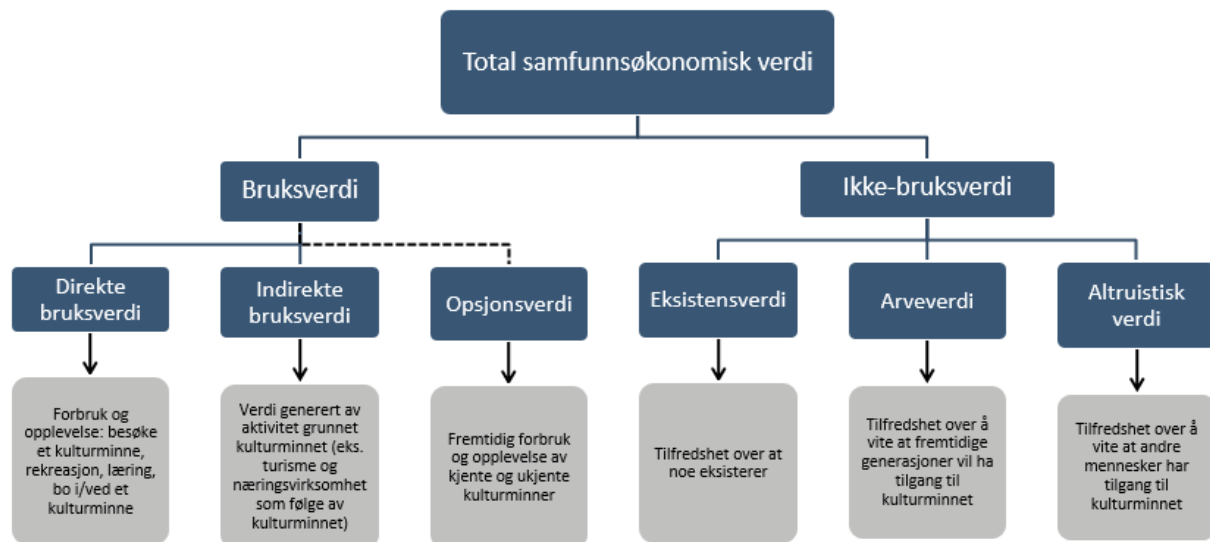 Total samfunnsøkonomisk verdi
Bruksverdi
Ikke-bruksverdi
Direkte
bruksverdi
Indirekte
bruksverdi
Opsjonsverdi
Eksistensverdi
Arveverdi
Altruistisk
verdi
Forbruk og
opplevelse: besøke
et kulturminne,
rekreasjon, læring,
bo i/ved et
kulturminne
Verdi generert av
aktivitet grunnet
kulturminnet (eks.
turisme og
næringsvirksomhet
som følge av
kulturminnet)
Fremtidig forbruk
og opplevelse av
kjente og ukjente
kulturminner
Tilfredshet over at
noe eksisterer
Tilfredshet over å
vite at fremtidige
generasjoner vil ha
tilgang til
kulturminnet
Tilfredshet over å
vite at andre
mennesker har
tilgang til
kulturminnet